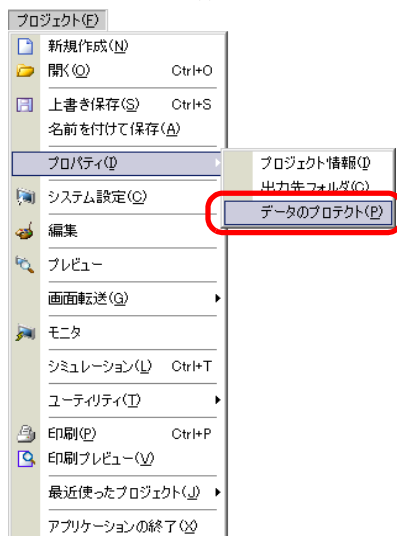 プロジェクト(F)
新規作成(N)
開く(O) Ctrl+O
上書き保存(S) Ctrl+S
名前を付けて保存(A)
プロパティ(I)
プロジェクト情報(I)
出力先フォルダ(C)
データのプロテクト(P)
システム設定(C)
編集
プレビュー
画面転送(G)
モニタ
シミュレーション(L) Ctrl+T
ユーティリティ(T)
印刷(P) Ctrl+P
印刷プレビュー(V)
最近使ったプロジェクト(J)
アプリケーションの終了(X)